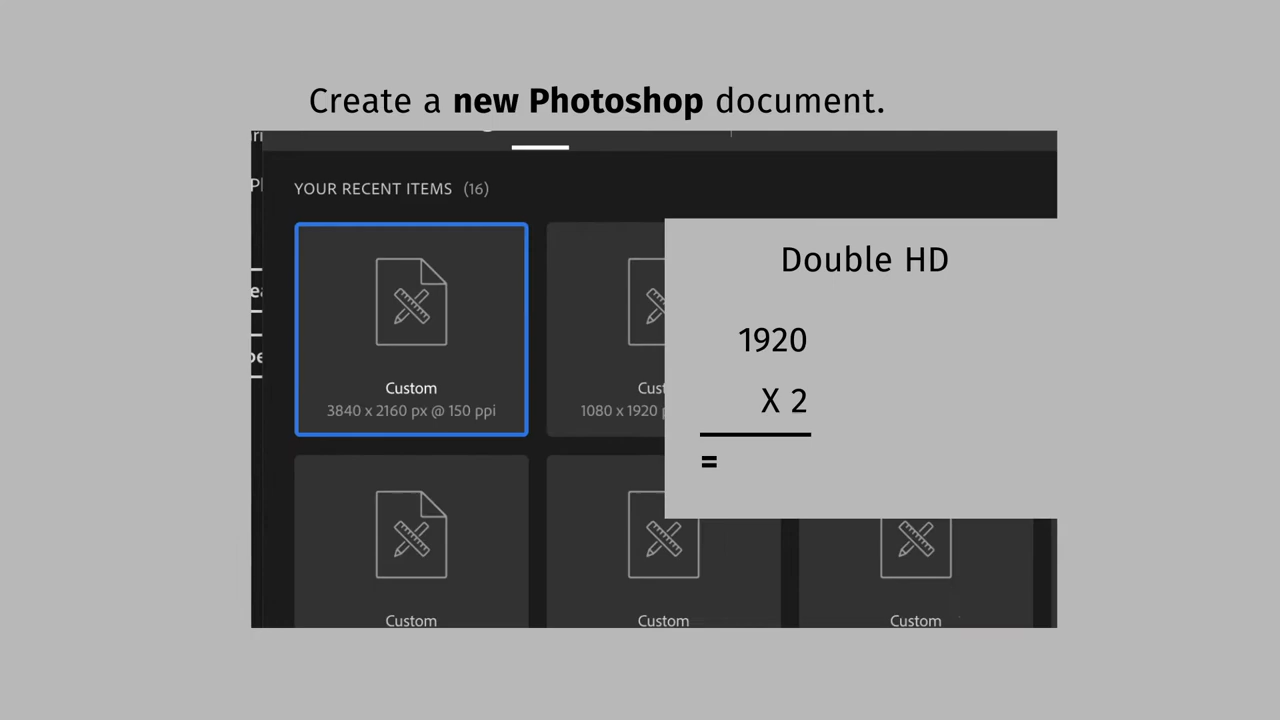 Create a new Photoshop document.
YOUR RECENT ITEMS (16)
Custom
3840 x 2160 px @ 150 ppi
1080 x 1920
Double HD
1920
X 2
=
Custom
Custom
Custom